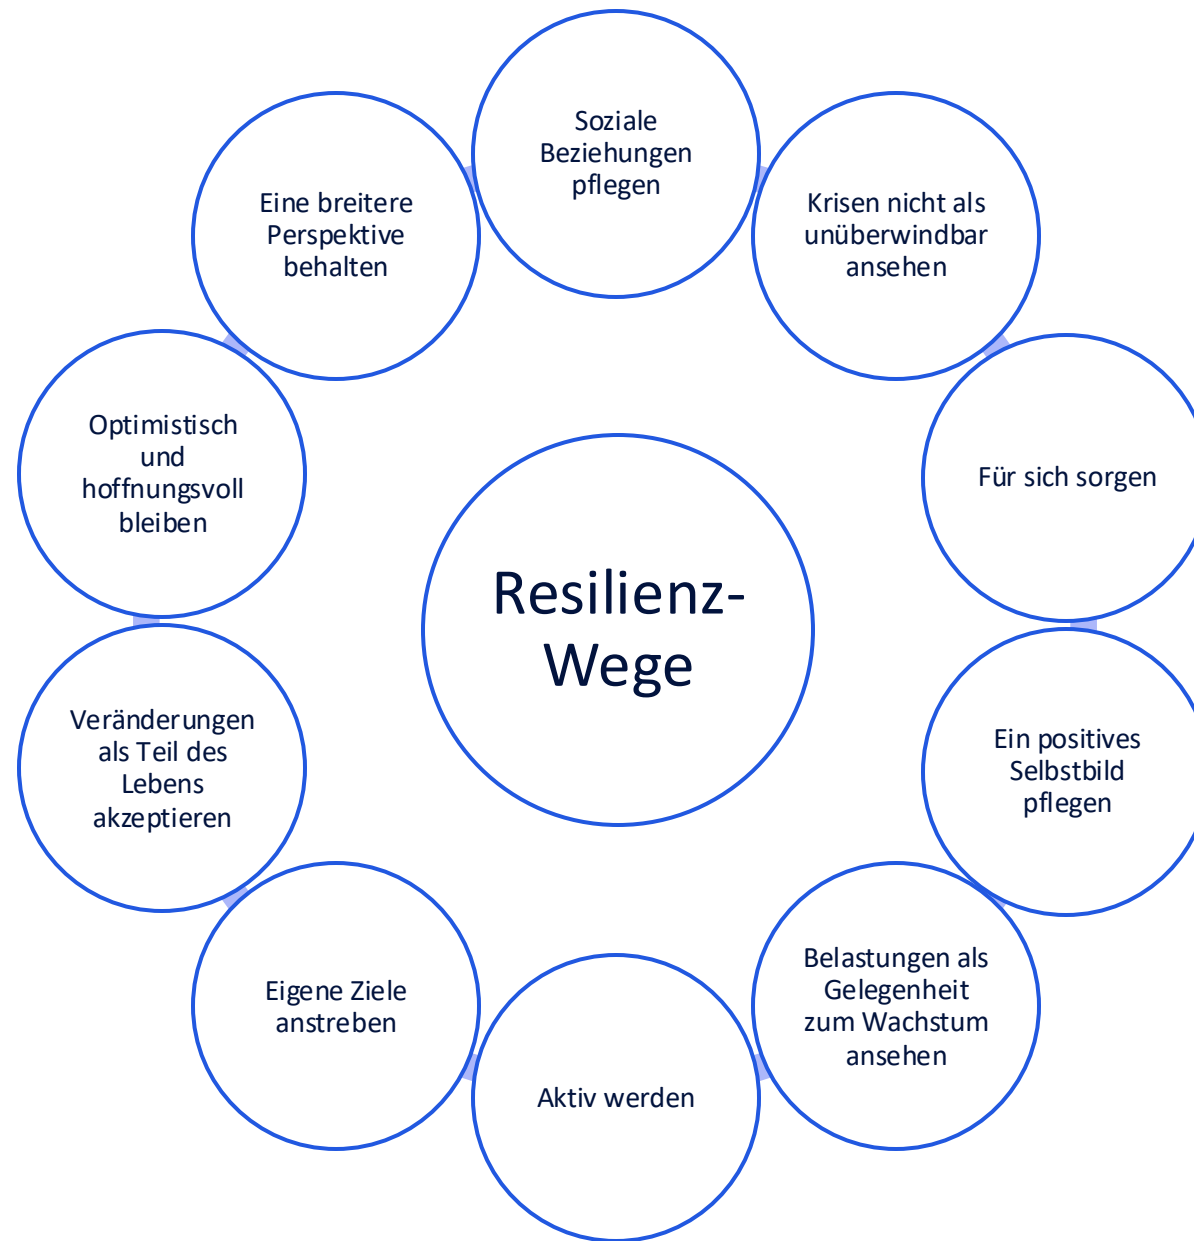 Soziale
Beziehungen
pflegen
Krisen nicht als
unüberwindbar
ansehen
Für sich sorgen
Ein positives
Selbstbild
pflegen
Belastungen als
Gelegenheit
zum Wachstum
ansehen
Aktiv werden
Eigene Ziele
anstreben
Veränderungen
als Teil des
Lebens
akzeptieren
Optimistisch
und
hoffnungsvoll
bleiben
Eine breitere
Perspektive
behalten
Resilienz-
Wege